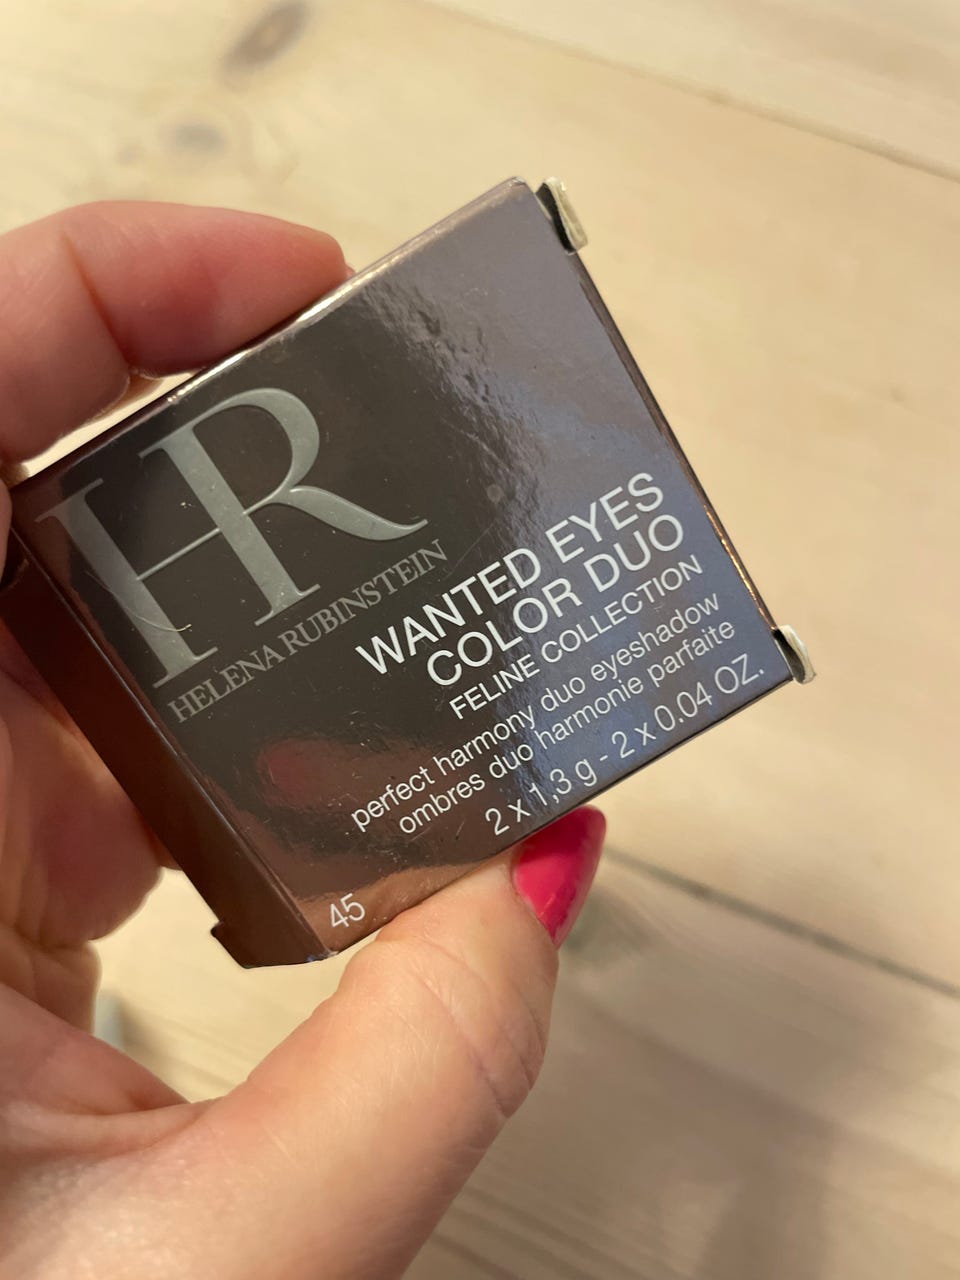 HR
HELENA RUBINSTEIN
WANTED EYES
COLOR DUO
FELINE COLLECTION
perfect harmony duo eyeshadow
ombres duo harmonie parfaite
2 x 1,3 g - 2 x 0.04 OZ.
45